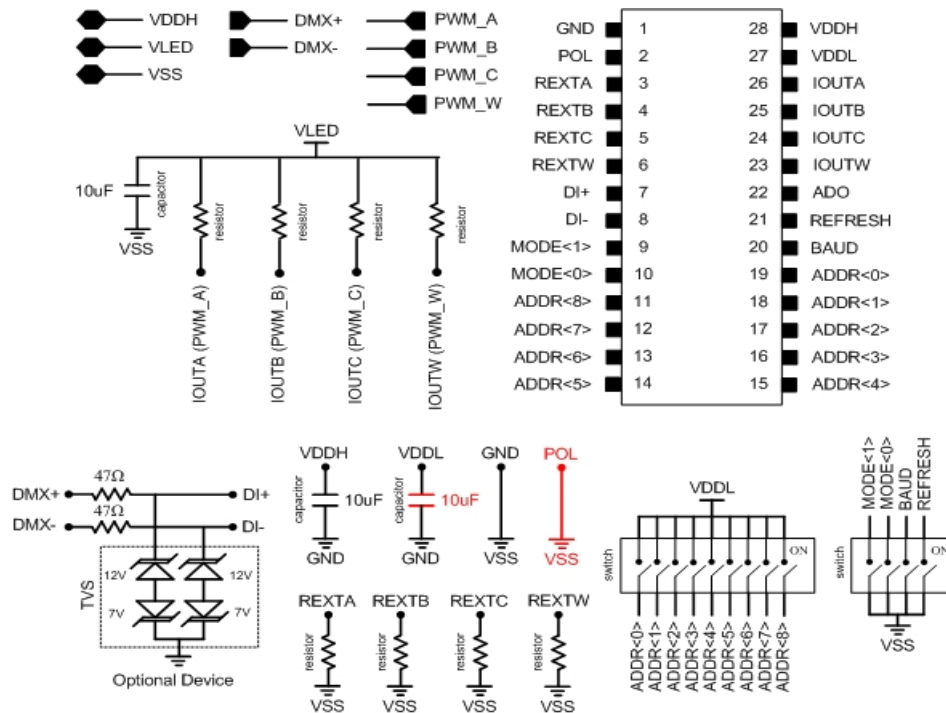 VDDH
VLED
VSS
DMX+
DMX-
PWM_A
PWM_B
PWM_C
PWM_W
GND 1 28 VDDH
POL 2 27 VDDL
REXTA 3 26 IOUTA
REXTB 4 25 IOUTB
REXTC 5 24 IOUTC
REXTW 6 23 IOUTW
DI+ 7 22 ADO
DI- 8 21 REFRESH
MODE<1> 9 20 BAUD
MODE<0> 10 19 ADDR<0>
ADDR<8> 11 18 ADDR<1>
ADDR<7> 12 17 ADDR<2>
ADDR<6> 13 16 ADDR<3>
ADDR<5> 14 15 ADDR<4>
VLED
10uF
capacitor
VSS
resistor
resistor
resistor
resistor
IOUTA (PWM_A)
IOUTB (PWM_B)
IOUTC (PWM_C)
IOUTW (PWM_W)
DMX+
47Ω
DI+
DMX-
47Ω
DI-
TVS
12V
12V
7V
7V
Optional Device
VDDH
capacitor
10uF
GND
VDDL
capacitor
10uF
GND
GND
VSS
POL
VSS
REXTA
resistor
VSS
REXTB
resistor
VSS
REXTC
resistor
VSS
REXTW
resistor
VSS
VDDL
switch
ON
ADDR<0>
ADDR<1>
ADDR<2>
ADDR<3>
ADDR<4>
ADDR<5>
ADDR<6>
ADDR<7>
ADDR<8>
MODE<1>
MODE<0>
BAUD
REFRESH
switch
ON
VSS